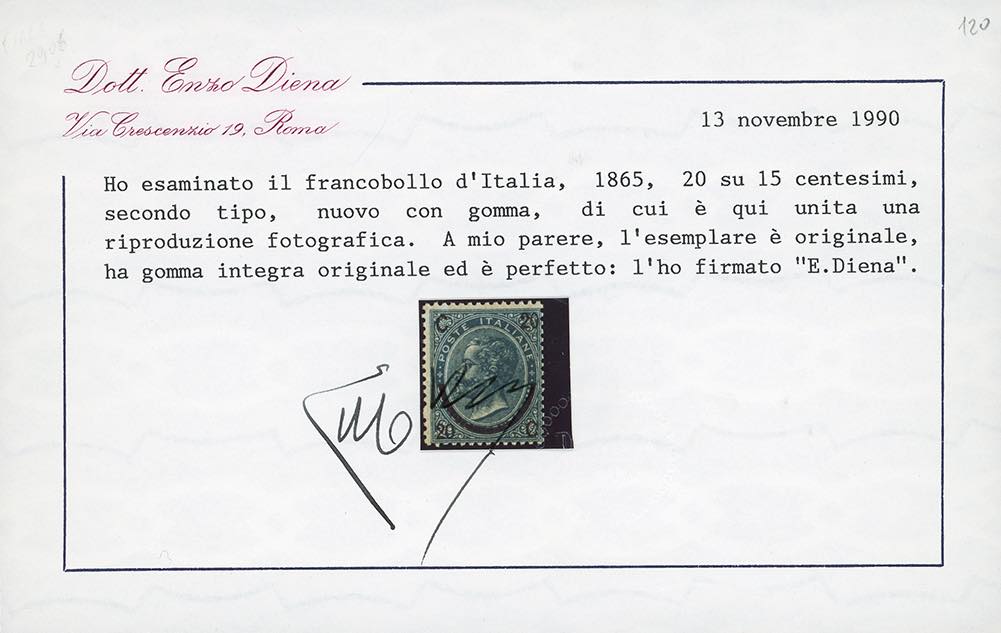 120
Dott. Enzo Diena
Via Crescenzio 19, Roma
13 novembre 1990
Ho esaminato il francobollo d'Italia, 1865, 20 su 15 centesimi,
secondo tipo, nuovo con gomma, di cui è qui unita una
riproduzione fotografica. A mio parere, l'esemplare è originale,
ha gomma integra originale ed è perfetto: l'ho firmato "E.Diena".
C 20
POSTE ITALIANE
20 C